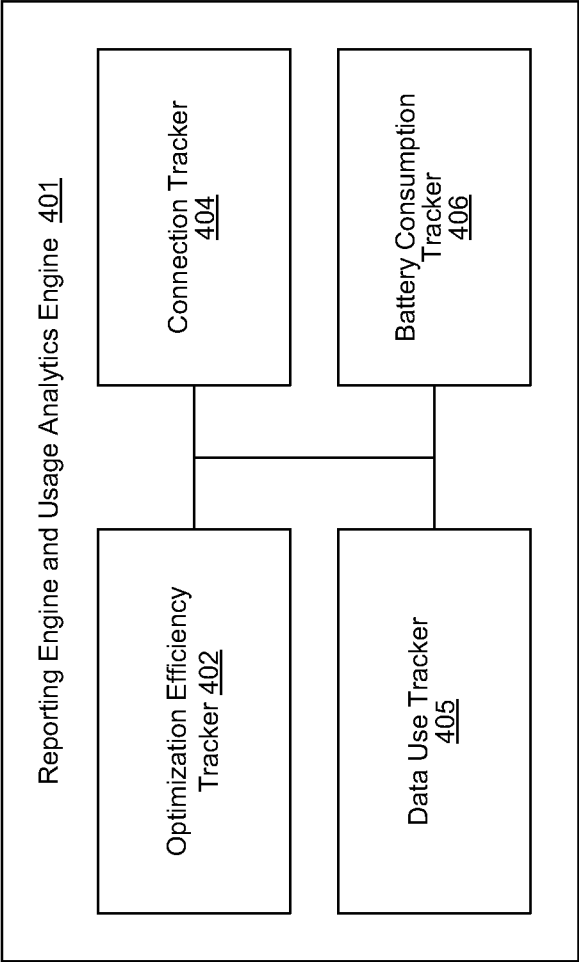 Reporting Engine and Usage Analytics Engine 401
Optimization Efficiency
Tracker 402
Connection Tracker
404
Data Use Tracker
405
Battery Consumption
Tracker
406